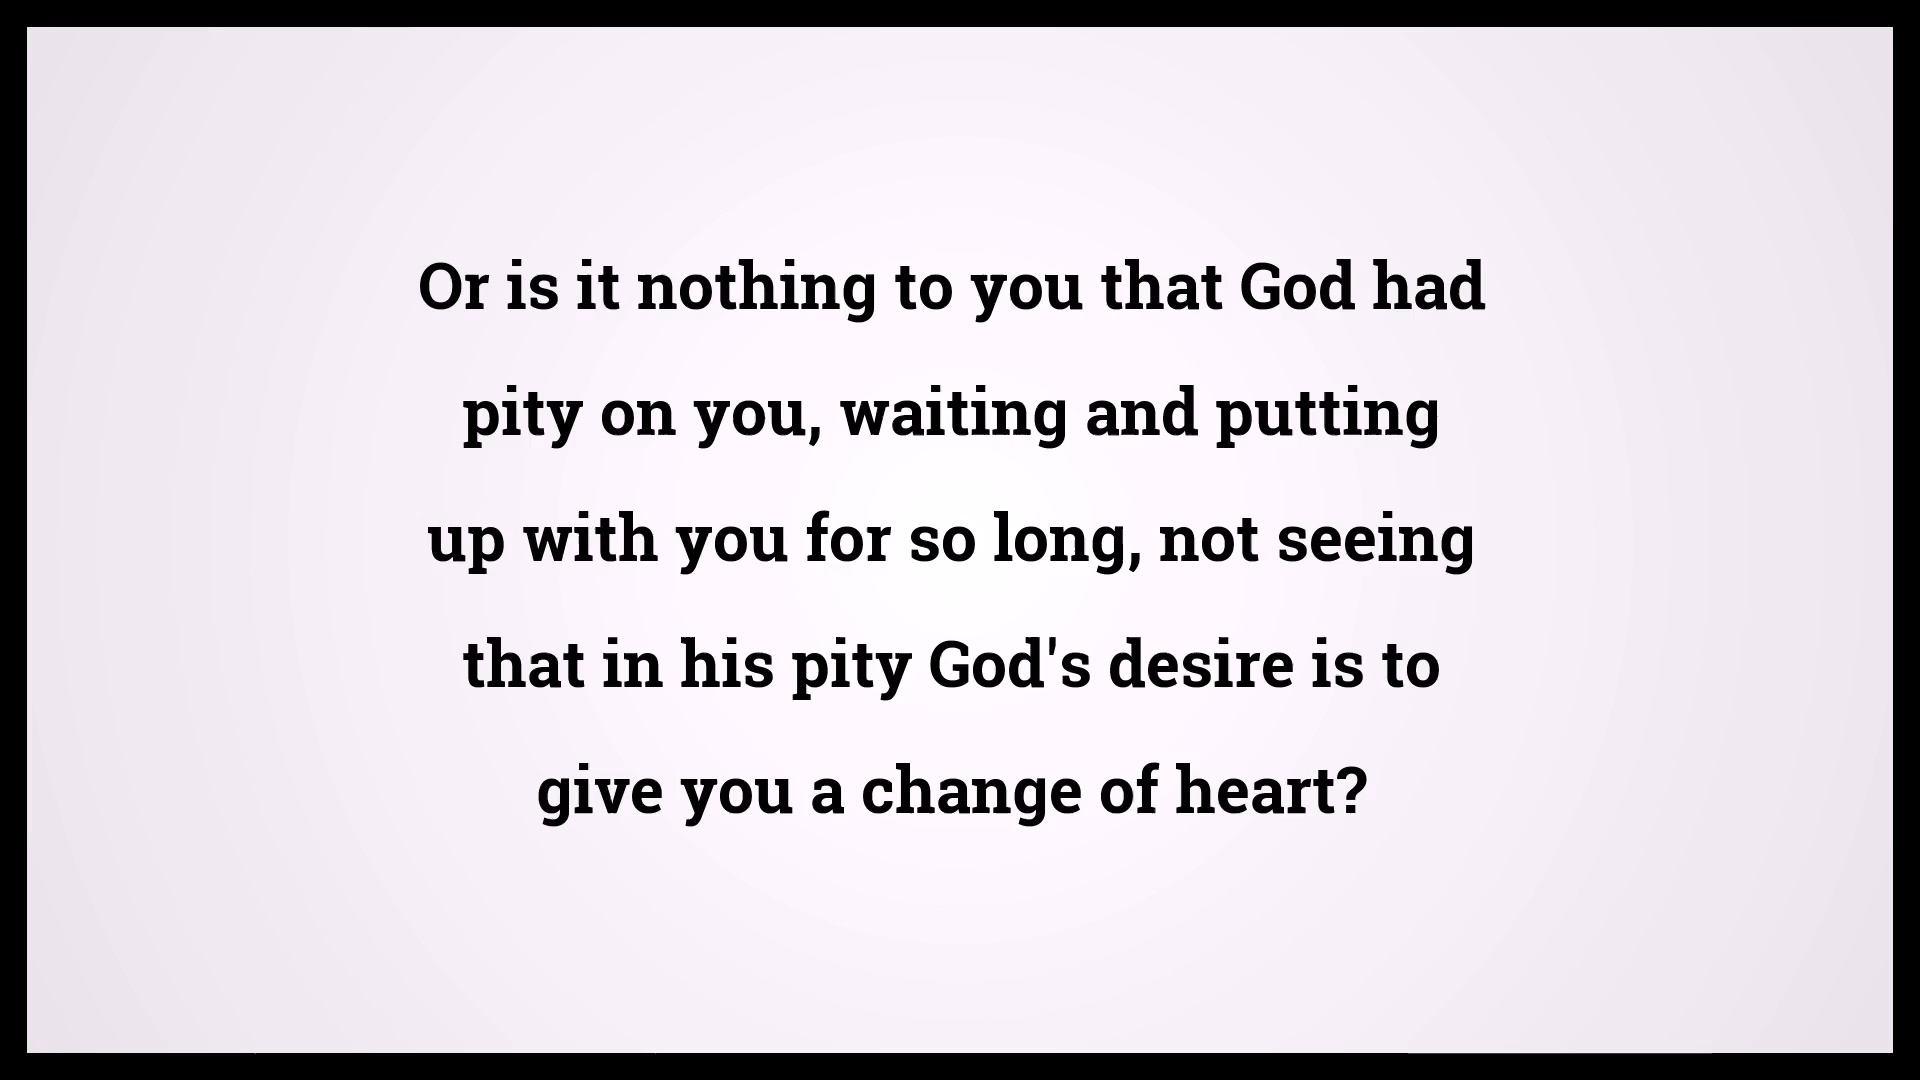 Or is it nothing to you that God had
pity on you, waiting and putting
up with you for so long, not seeing
that in his pity God's desire is to
give you a change of heart?